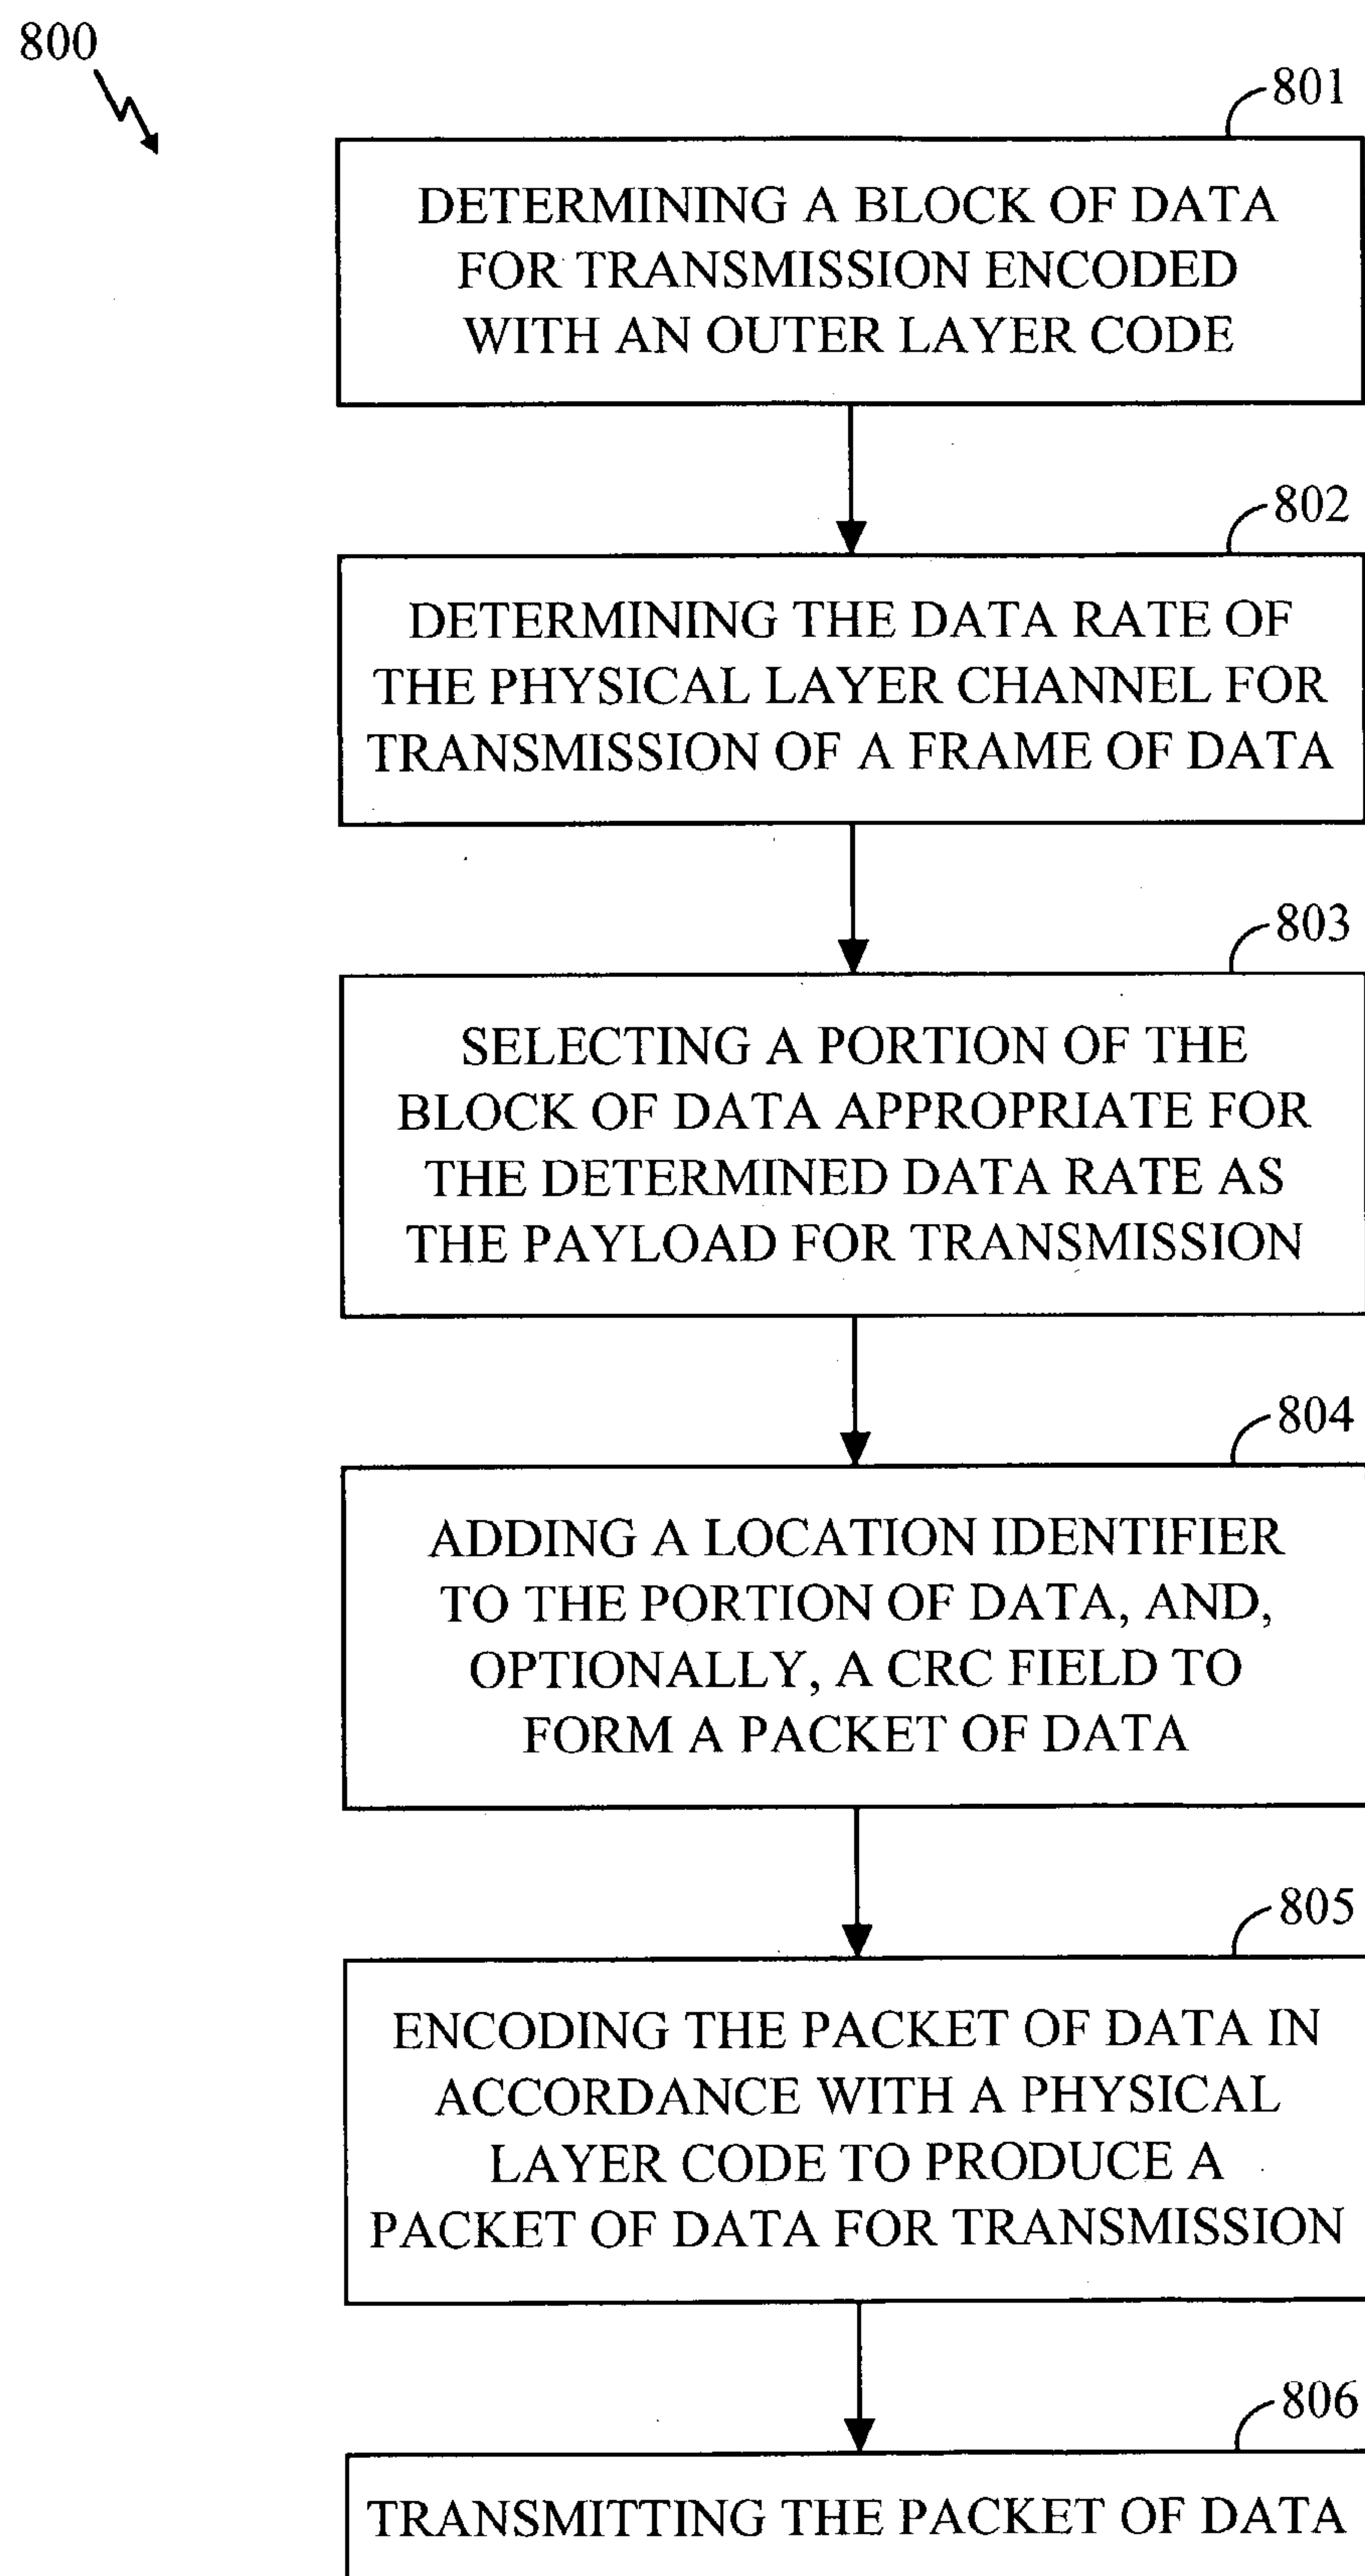 800
801
DETERMINING A BLOCK OF DATA
FOR TRANSMISSION ENCODED
WITH AN OUTER LAYER CODE
802
DETERMINING THE DATA RATE OF
THE PHYSICAL LAYER CHANNEL FOR
TRANSMISSION OF A FRAME OF DATA
803
SELECTING A PORTION OF THE
BLOCK OF DATA APPROPRIATE FOR
THE DETERMINED DATA RATE AS
THE PAYLOAD FOR TRANSMISSION
804
ADDING A LOCATION IDENTIFIER
TO THE PORTION OF DATA, AND,
OPTIONALLY, A CRC FIELD TO
FORM A PACKET OF DATA
805
ENCODING THE PACKET OF DATA IN
ACCORDANCE WITH A PHYSICAL
LAYER CODE TO PRODUCE A
PACKET OF DATA FOR TRANSMISSION
806
TRANSMITTING THE PACKET OF DATA